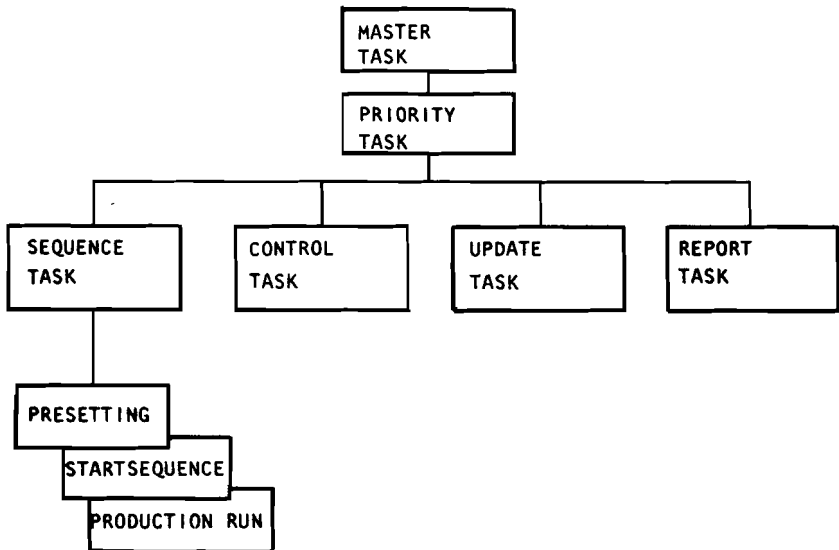 MASTER
TASK
PRIORITY
TASK
SEQUENCE
TASK
CONTROL
TASK
UPDATE
TASK
REPORT
TASK
PRESETTING
STARTSEQUENCE
PRODUCTION RUN